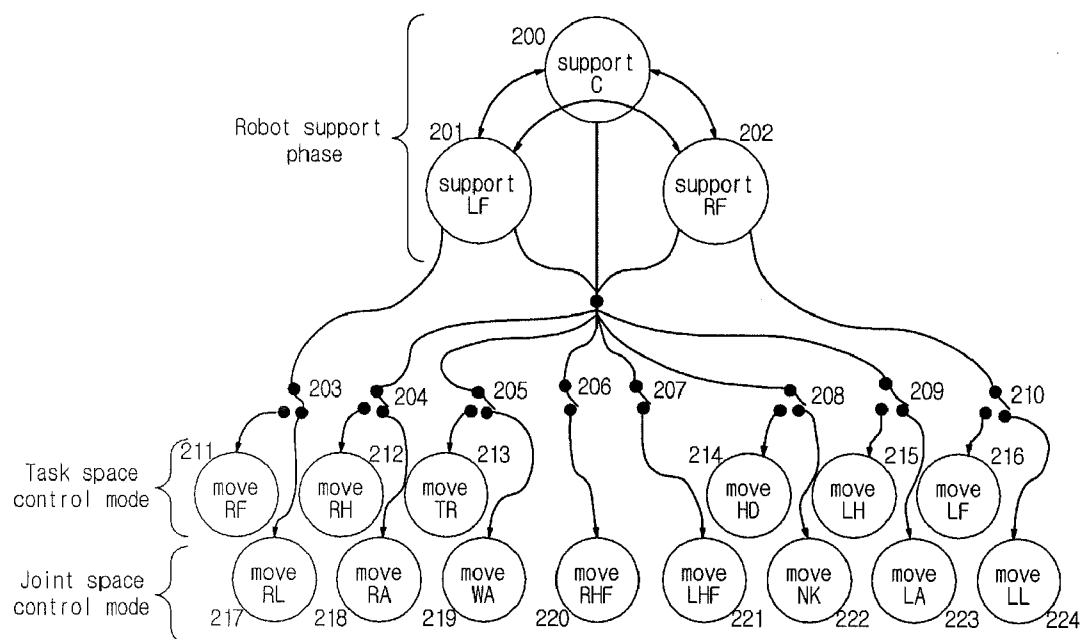 200
support
C
Robot support
phase
201
202
support
LF
support
RF
203
204
205
206
207
208
209
210
Task space
control mode
211
move
RF
212
move
RH
213
move
TR
214
move
HD
215
move
LH
216
move
LF
Joint space
control mode
217
move
RL
218
move
RA
219
move
WA
220
move
RHF
221
move
LHF
222
move
NK
223
move
LA
224
move
LL